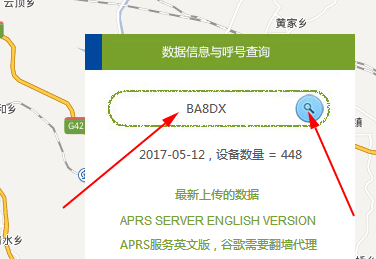 云顶乡
黄家乡
数据信息与呼号查询
BA8DX
和乡
G42
镇
2017-05-12 , 设备数量 = 448
最新上传的数据
APRS SERVER ENGLISH VERSION
APRS服务英文版 , 谷歌需要翻墙代理
水乡